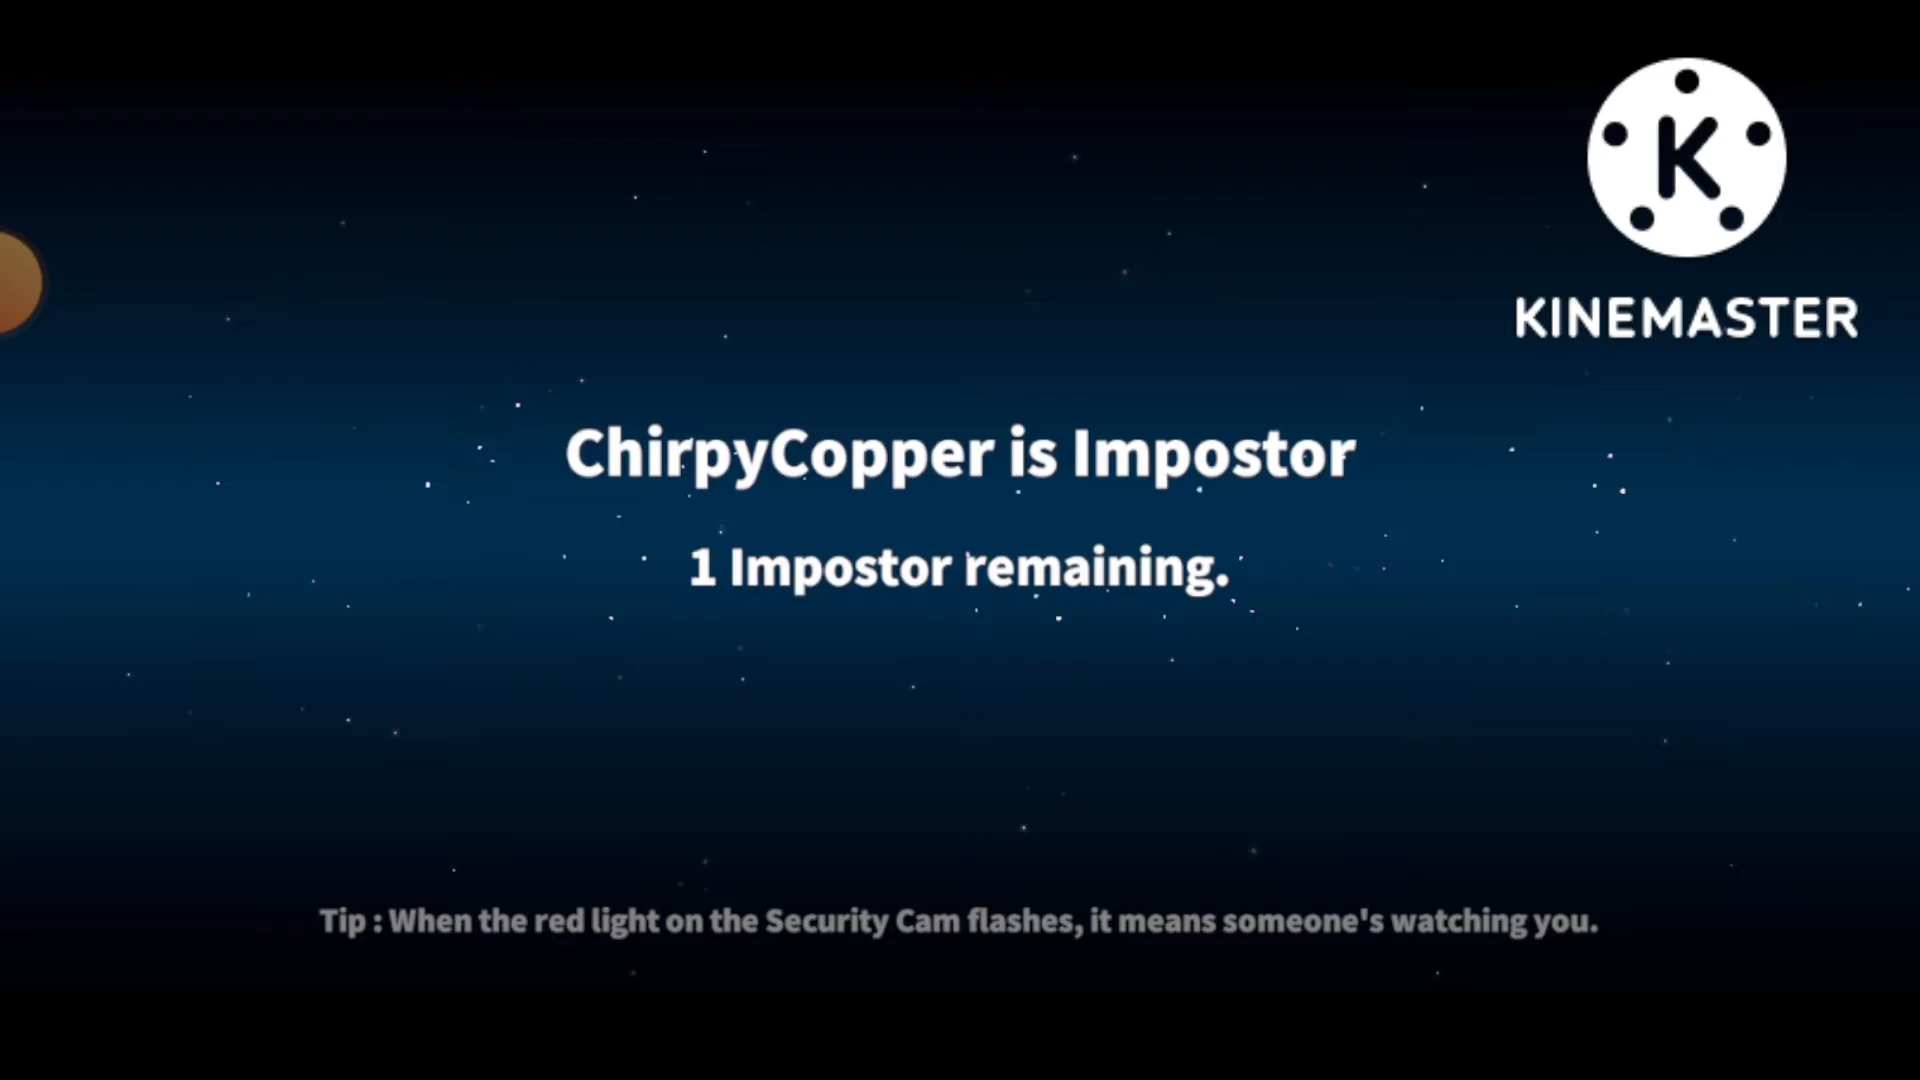 K
KINEMASTER
ChirpyCopper is Impostor
1 Impostor remaining.
Tip : When the red light on the Security Cam flashes, it means someone's watching you.